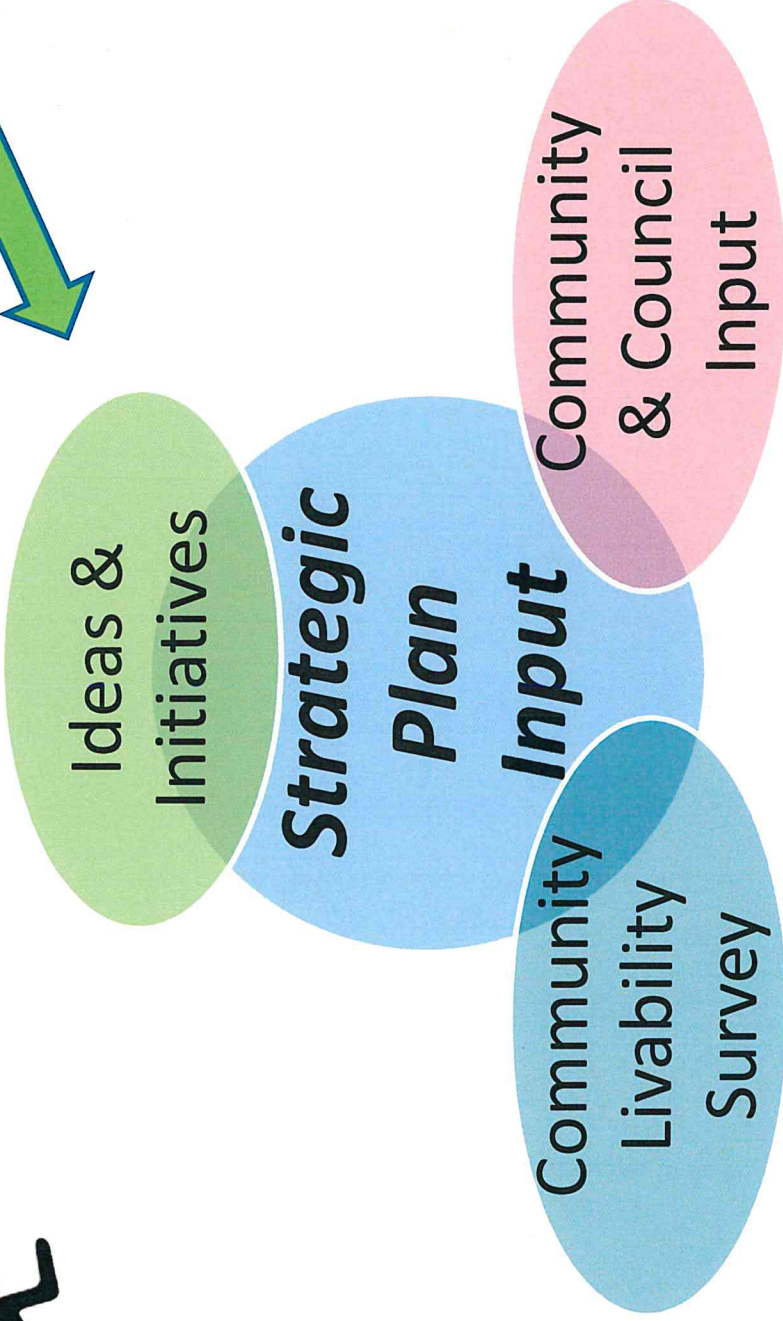 Ideas &
Initiatives
Strategic
Plan
Input
Community
Livability
Survey
Community
& Council
Input